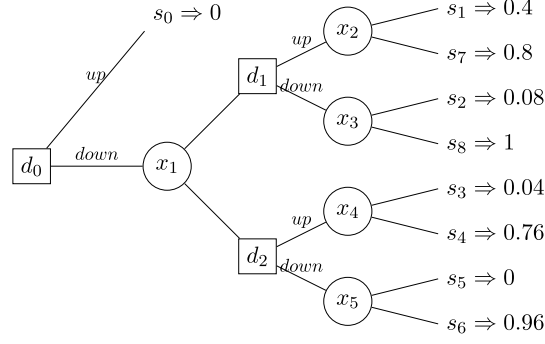 s₀ ⇒ 0
s₁ ⇒ 0.4
up
x₂
up
s₇ ⇒ 0.8
d₁
down
s₂ ⇒ 0.08
x₃
s₈ ⇒ 1
down
d₀
x₁
s₃ ⇒ 0.04
x₄
up
s₄ ⇒ 0.76
d₂
down
s₅ ⇒ 0
x₅
s₆ ⇒ 0.96